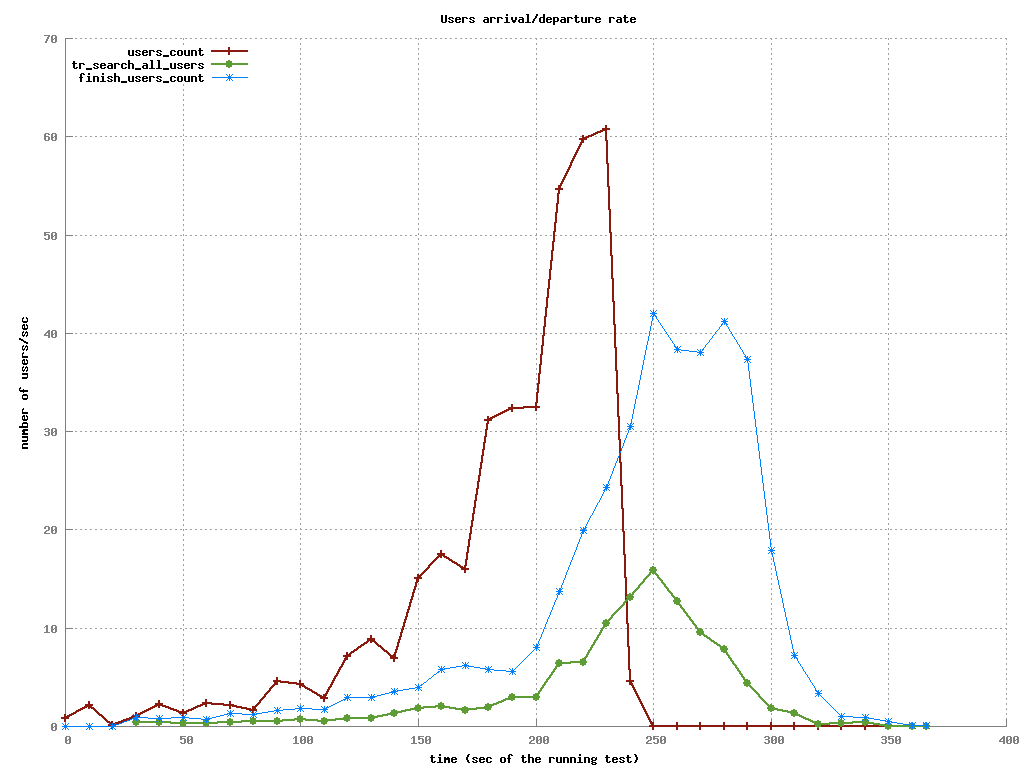 Users arrival/departure rate
users_count
tr_search_all_users
finish_users_count
70
60
50
40
30
20
10
0
number of users/sec
0 50 100 150 200 250 300 350 400
time (sec of the running test)